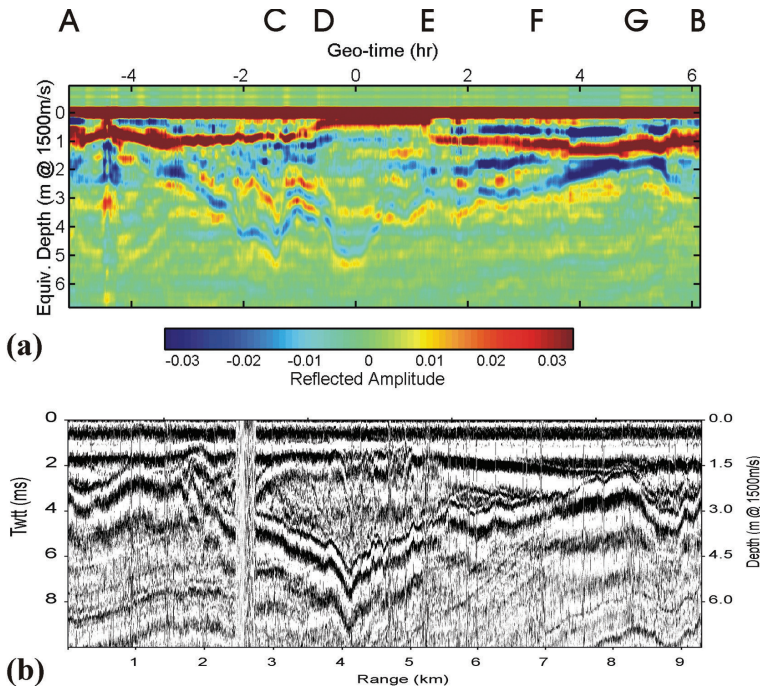 A C D E F G B
Geo-time (hr)
-4 -2 0 2 4 6
Equiv. Depth (m @ 1500m/s)
0
1
2
3
4
5
6
(a)
-0.03 -0.02 -0.01 0 0.01 0.02 0.03
Reflected Amplitude
Twtt (ms)
0
2
4
6
8
0.0
1.5
3.0
4.5
6.0
Depth (m @ 1500m/s)
1 2 3 4 5 6 7 8 9
Range (km)
(b)